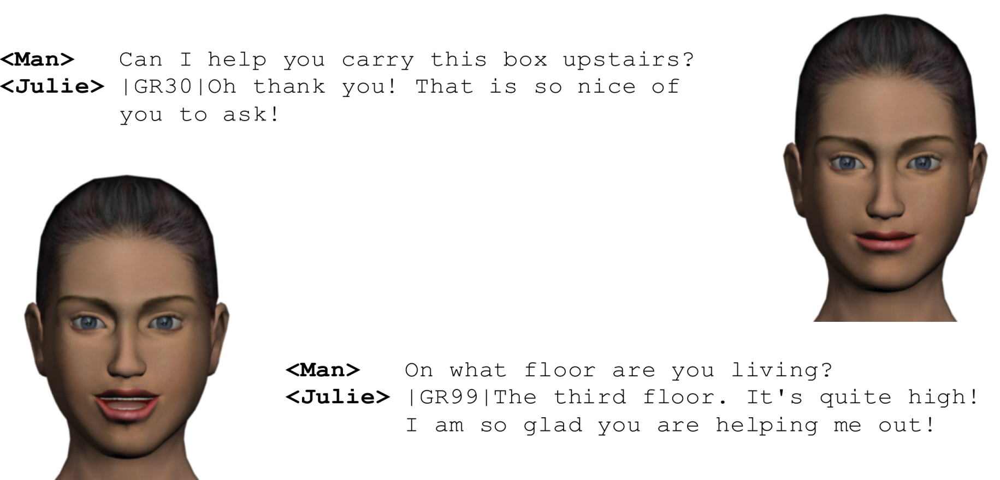 <Man> Can I help you carry this box upstairs?
<Julie> |GR30|Oh thank you! That is so nice of
you to ask!
<Man> On what floor are you living?
<Julie> |GR99|The third floor. It's quite high!
I am so glad you are helping me out!